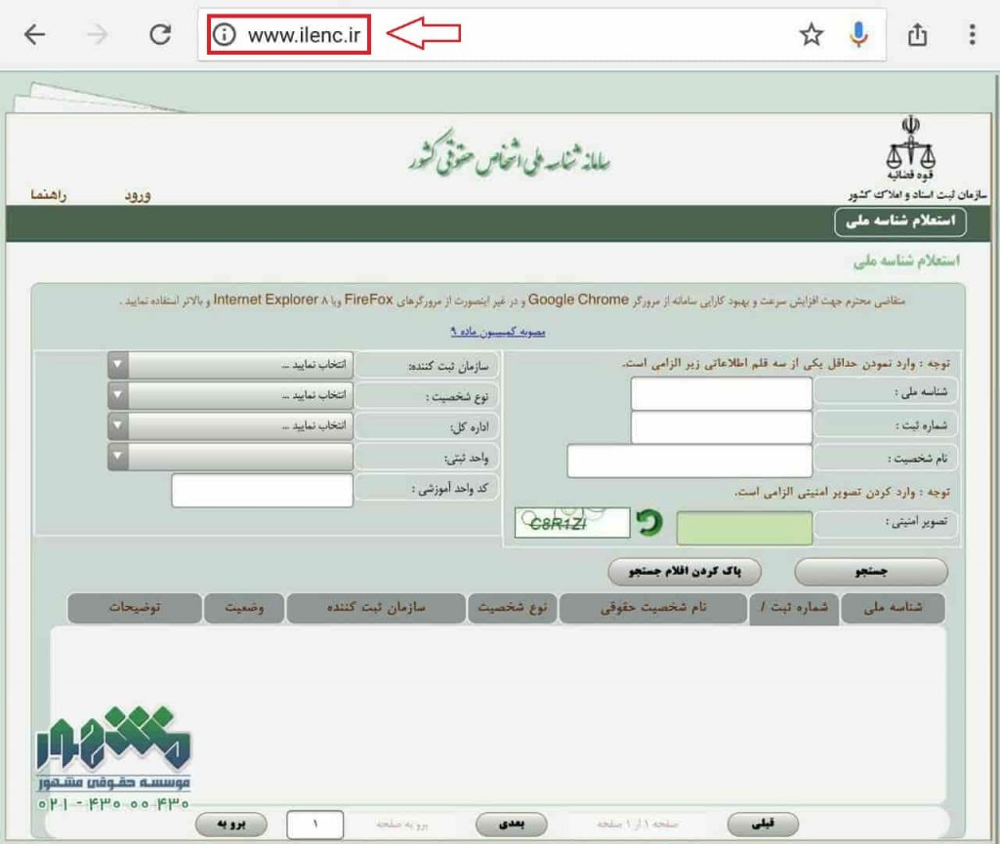 www.ilenc.ir
سامانه شناسه ملی اشخاص حقوقی کشور
قوه قضائیه
سازمان ثبت اسناد و املاک کشور
ورود
راهنما
استعلام شناسه ملی
استعلام شناسه ملی
متقاضی محترم جهت افزایش سرعت و بهبود کارایی سامانه از مرورگر Google Chrome و در غیر اینصورت از مرورگرهای FireFox ویا Internet Explorer ۸ و بالاتر استفاده نمایید .
مصوبه کمیسیون ماده ۹
توجه : وارد نمودن حداقل یکی از سه قلم اطلاعاتی زیر الزامی است.
شناسه ملی :
شماره ثبت :
نام شخصیت :
توجه : وارد کردن تصویر امنیتی الزامی است.
تصویر امنیتی :
C8R1ZI
سازمان ثبت کننده:
انتخاب نمایید ...
نوع شخصیت :
انتخاب نمایید ...
اداره کل:
انتخاب نمایید ...
واحد ثبتی:
کد واحد آموزشی :
جستجو
پاک کردن اقلام جستجو
شناسه ملی
شماره ثبت /
نام شخصیت حقوقی
نوع شخصیت
سازمان ثبت کننده
وضعیت
توضیحات
مشهور
موسسه حقوقی مشهور
۰۲۱ - ۴۳۰ ۰۰ ۴۳۰
قبلی
صفحه ۱ از ۱ صفحه
بعدی
برو به صفحه
۱
برو به